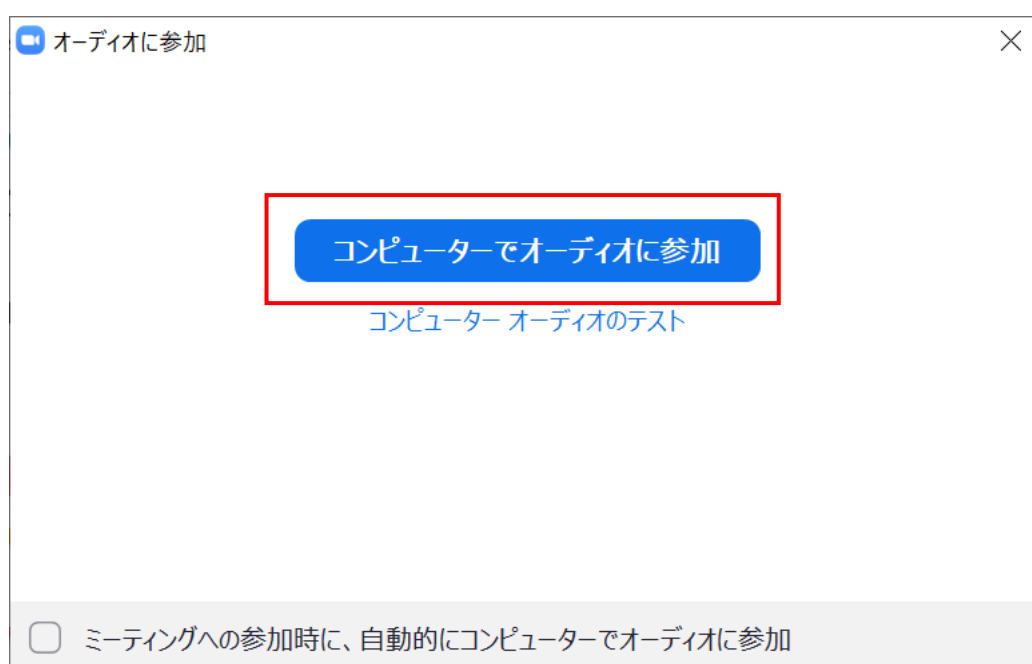 オーディオに参加
コンピューターでオーディオに参加
コンピューター オーディオのテスト
ミーティングへの参加時に、自動的にコンピューターでオーディオに参加